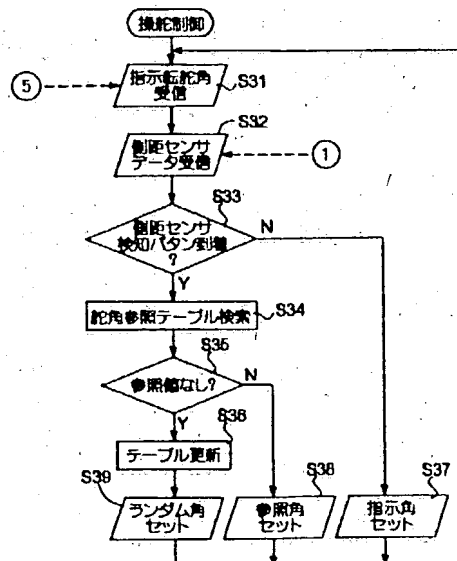 操舵制御
⑤
指示転舵角
受信
S31
S32
側距センサ
データ受信
①
S33
側距センサ
検知パタン到着
?
N
Y
舵角参照テーブル検索
S34
S35
参照値なし?
N
Y
S36
テーブル更新
S39
ランダム角
セット
S38
参照角
セット
S37
指示角
セット